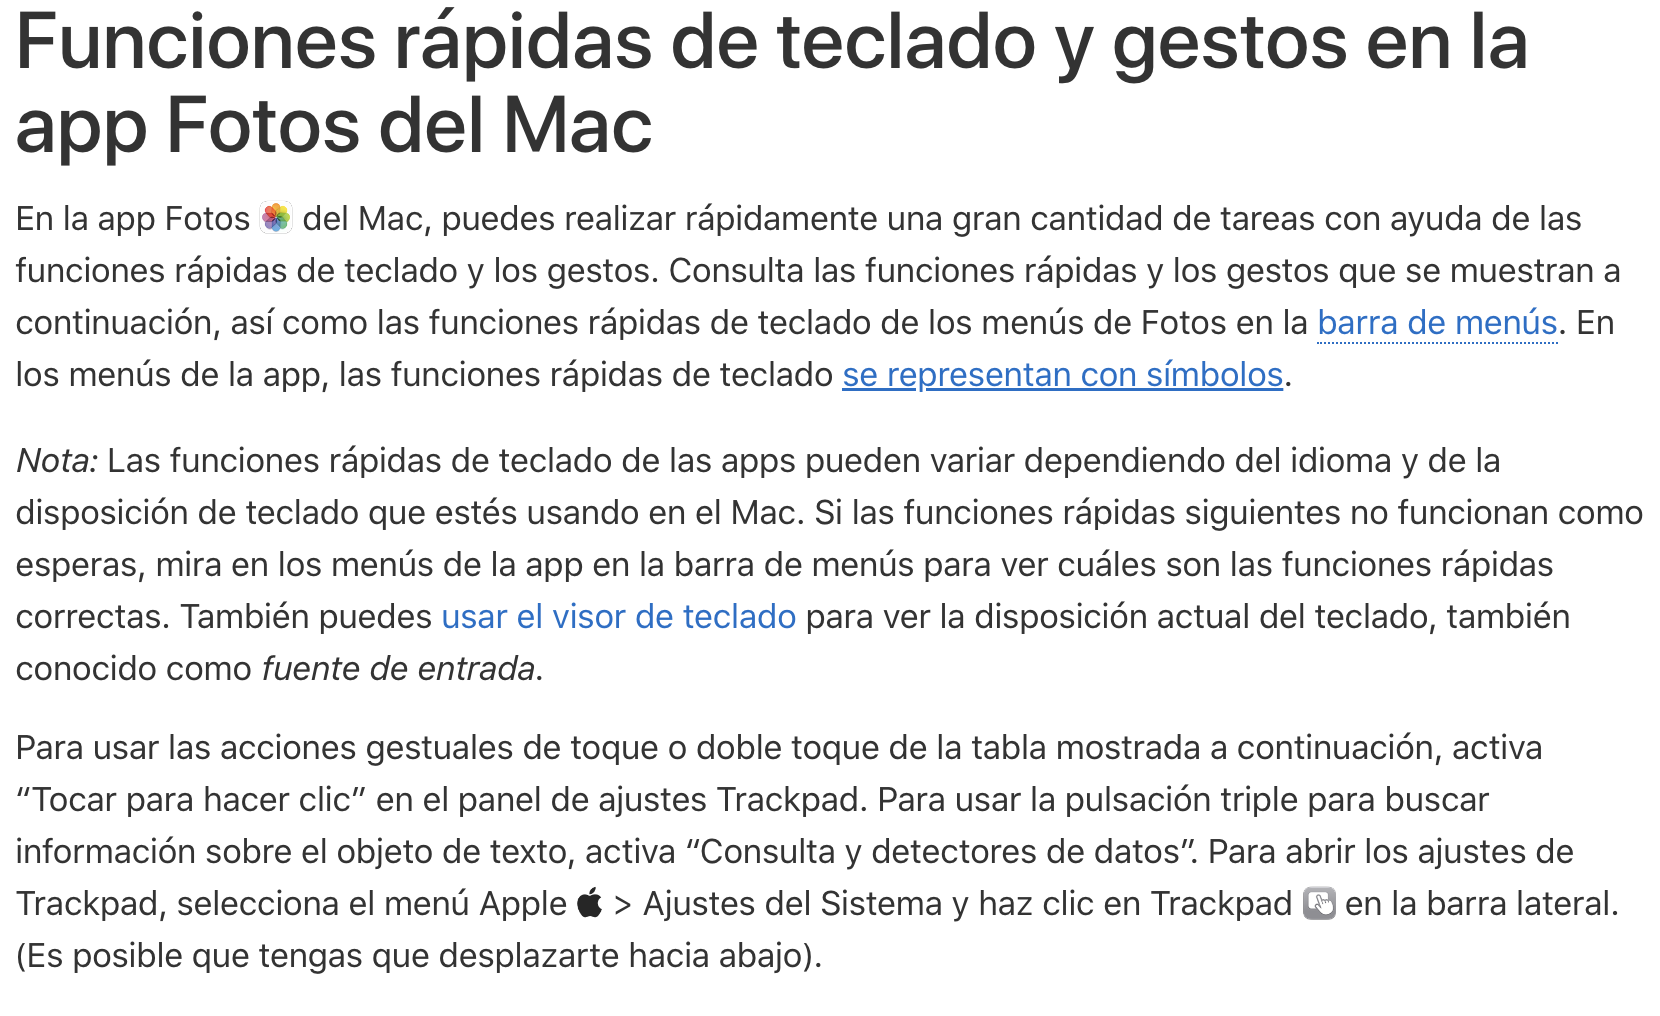 Funciones rápidas de teclado y gestos en la
app Fotos del Mac
En la app Fotos del Mac, puedes realizar rápidamente una gran cantidad de tareas con ayuda de las
funciones rápidas de teclado y los gestos. Consulta las funciones rápidas y los gestos que se muestran a
continuación, así como las funciones rápidas de teclado de los menús de Fotos en la barra de menús. En
los menús de la app, las funciones rápidas de teclado se representan con símbolos.
Nota: Las funciones rápidas de teclado de las apps pueden variar dependiendo del idioma y de la
disposición de teclado que estés usando en el Mac. Si las funciones rápidas siguientes no funcionan como
esperas, mira en los menús de la app en la barra de menús para ver cuáles son las funciones rápidas
correctas. También puedes usar el visor de teclado para ver la disposición actual del teclado, también
conocido como fuente de entrada.
Para usar las acciones gestuales de toque o doble toque de la tabla mostrada a continuación, activa
“Tocar para hacer clic” en el panel de ajustes Trackpad. Para usar la pulsación triple para buscar
información sobre el objeto de texto, activa “Consulta y detectores de datos”. Para abrir los ajustes de
Trackpad, selecciona el menú Apple > Ajustes del Sistema y haz clic en Trackpad en la barra lateral.
(Es posible que tengas que desplazarte hacia abajo).